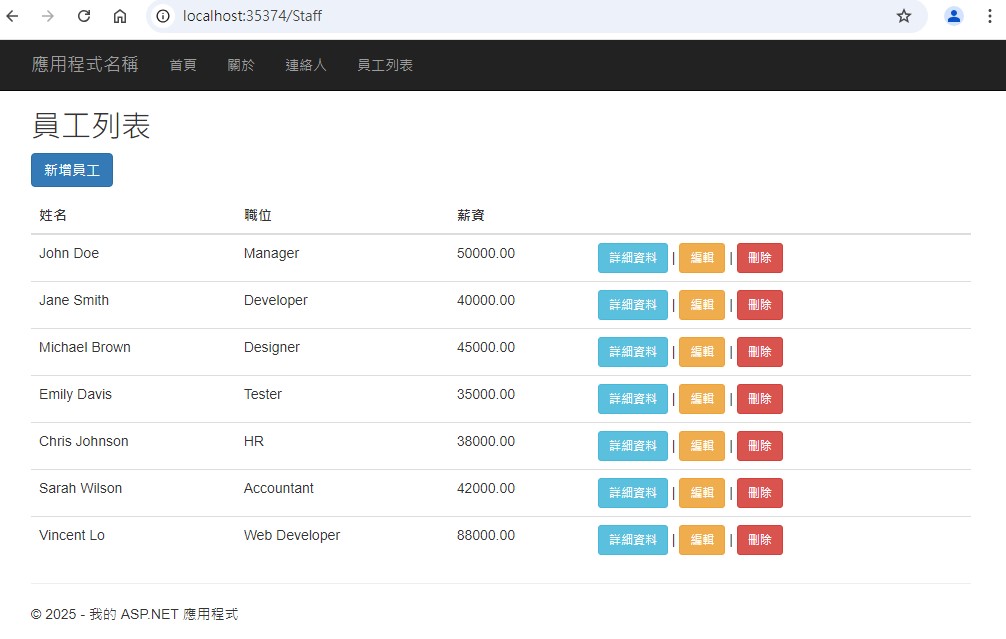 localhost:35374/Staff
應用程式名稱 首頁 關於 連絡人 員工列表
員工列表
新增員工
姓名 職位 薪資
John Doe Manager 50000.00 詳細資料 | 編輯 | 刪除
Jane Smith Developer 40000.00 詳細資料 | 編輯 | 刪除
Michael Brown Designer 45000.00 詳細資料 | 編輯 | 刪除
Emily Davis Tester 35000.00 詳細資料 | 編輯 | 刪除
Chris Johnson HR 38000.00 詳細資料 | 編輯 | 刪除
Sarah Wilson Accountant 42000.00 詳細資料 | 編輯 | 刪除
Vincent Lo Web Developer 88000.00 詳細資料 | 編輯 | 刪除
© 2025 - 我的 ASP.NET 應用程式